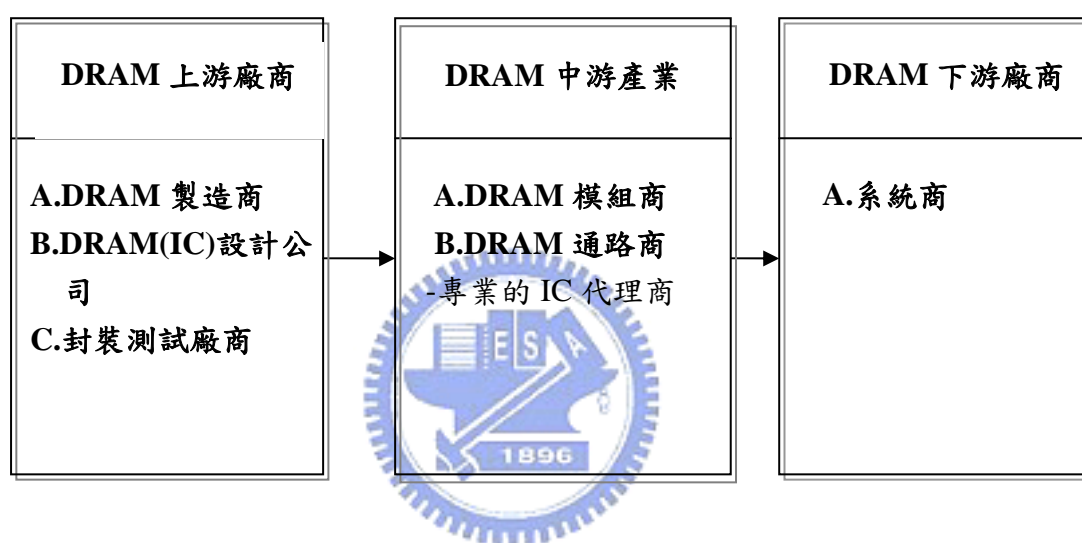 DRAM 上游廠商
A.DRAM 製造商
B.DRAM(IC)設計公
司
C.封裝測試廠商
DRAM 中游產業
A.DRAM 模組商
B.DRAM 通路商
-專業的 IC 代理商
DRAM 下游廠商
A.系統商
E S A
1896